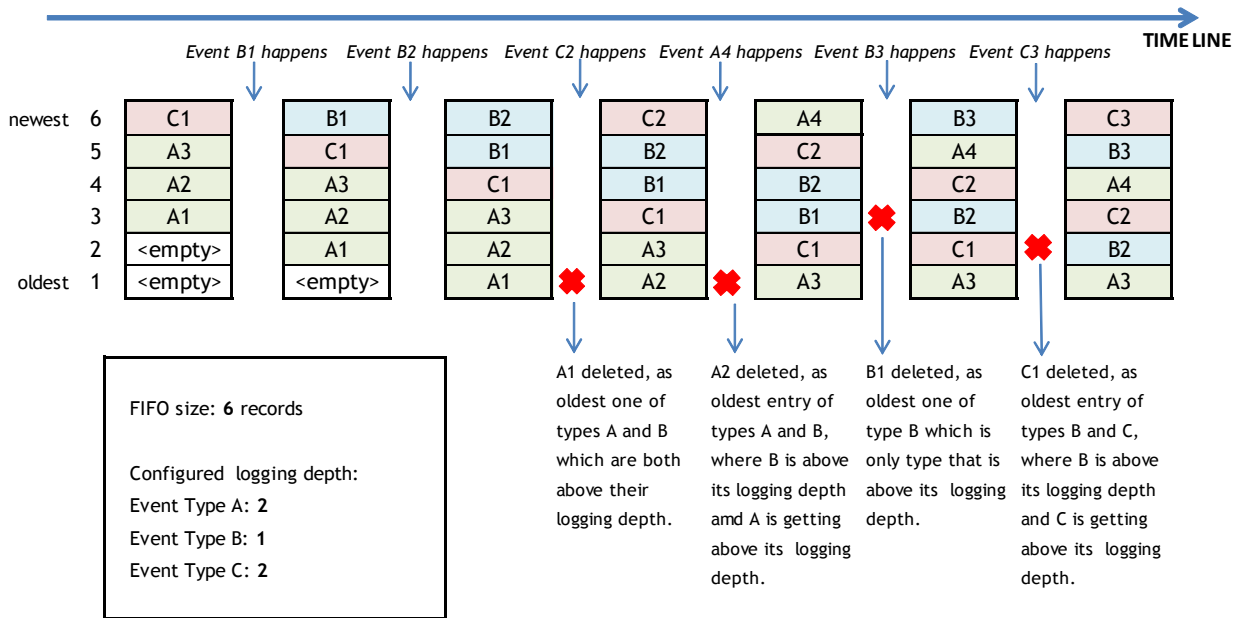 TIME LINE
Event B1 happens Event B2 happens Event C2 happens Event A4 happens Event B3 happens Event C3 happens
newest 6 C1 B1 B2 C2 A4 B3 C3
5 A3 C1 B1 B2 C2 A4 B3
4 A2 A3 C1 B1 B2 C2 A4
3 A1 A2 A3 C1 B1 B2 C2
2 <empty> A1 A2 A3 C1 C1 B2
oldest 1 <empty> <empty> A1 A2 A3 A3 A3
FIFO size: 6 records
Configured logging depth:
Event Type A: 2
Event Type B: 1
Event Type C: 2
A1 deleted, as
oldest one of
types A and B
which are both
above their
logging depth.
A2 deleted, as
oldest entry of
types A and B,
where B is above
its logging depth
amd A is getting
above its logging
depth.
B1 deleted, as
oldest one of
type B which is
only type that is
above its logging
depth.
C1 deleted, as
oldest entry of
types B and C,
where B is above
its logging depth
and C is getting
above its logging
depth.